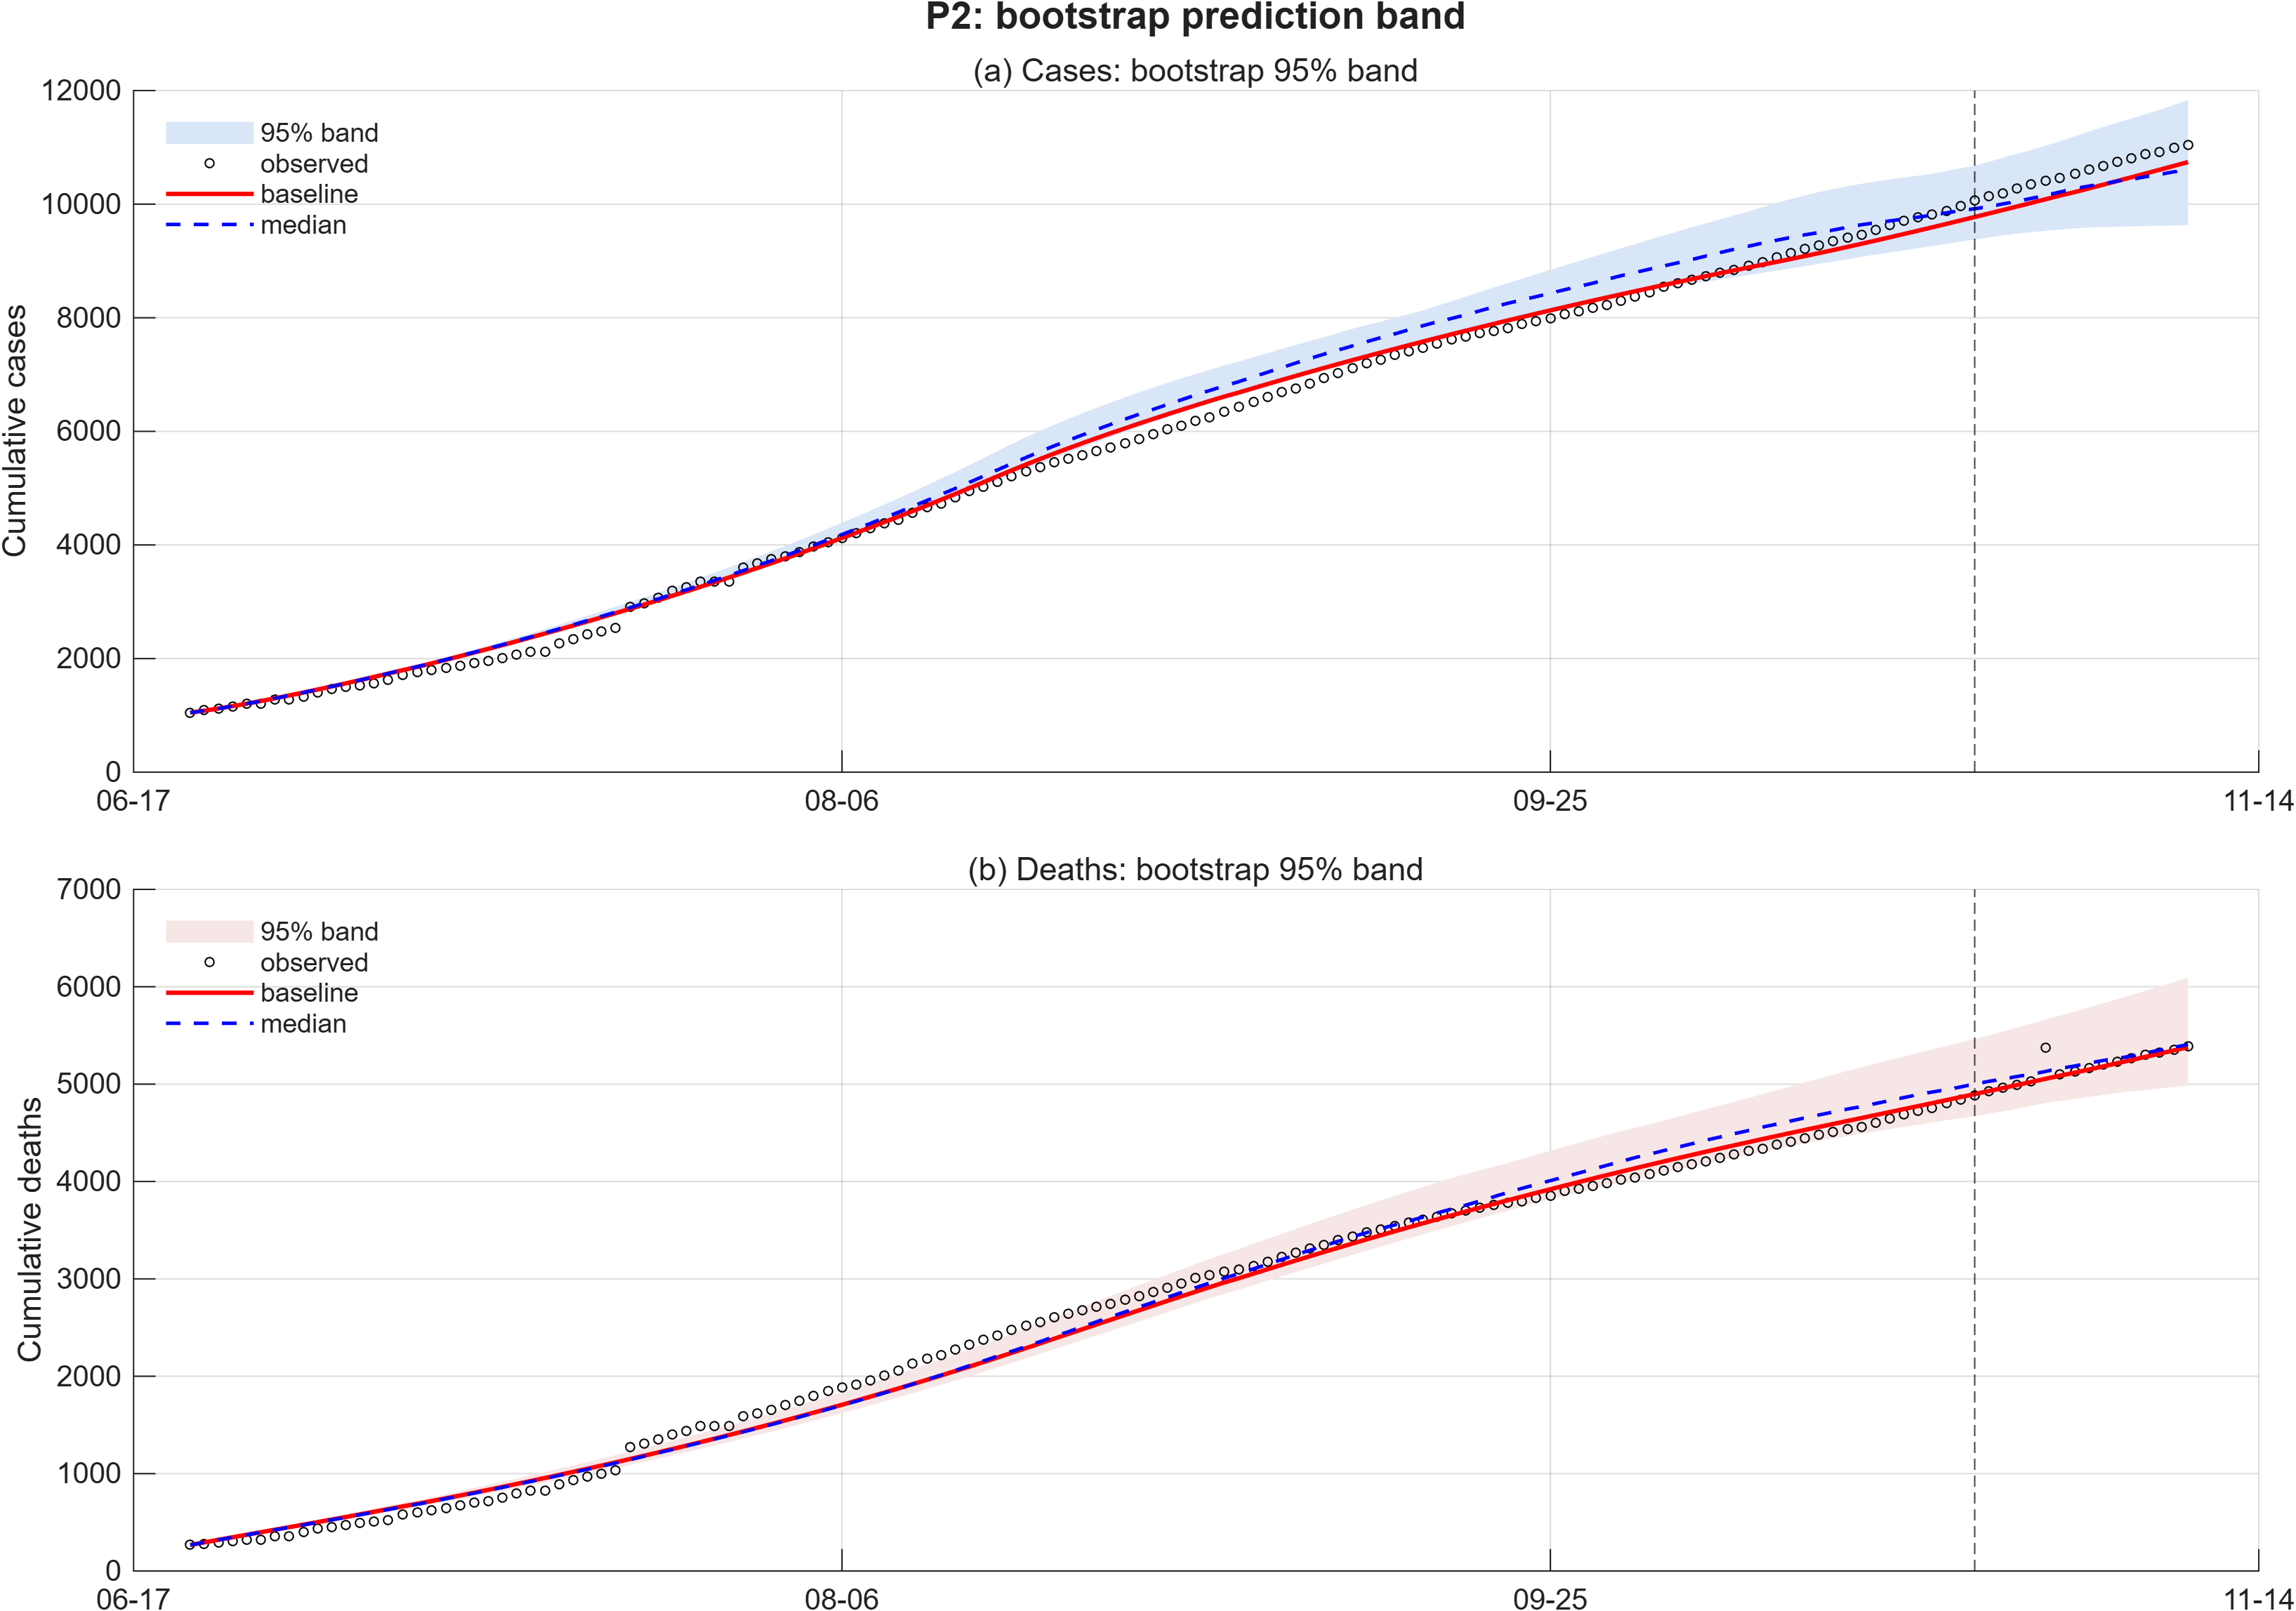 P2: bootstrap prediction band
(a) Cases: bootstrap 95% band
12000
10000
8000
6000
4000
2000
0
Cumulative cases
95% band
observed
baseline
median
06-17
08-06
09-25
11-14
(b) Deaths: bootstrap 95% band
7000
6000
5000
4000
3000
2000
1000
0
Cumulative deaths
95% band
observed
baseline
median
06-17
08-06
09-25
11-14